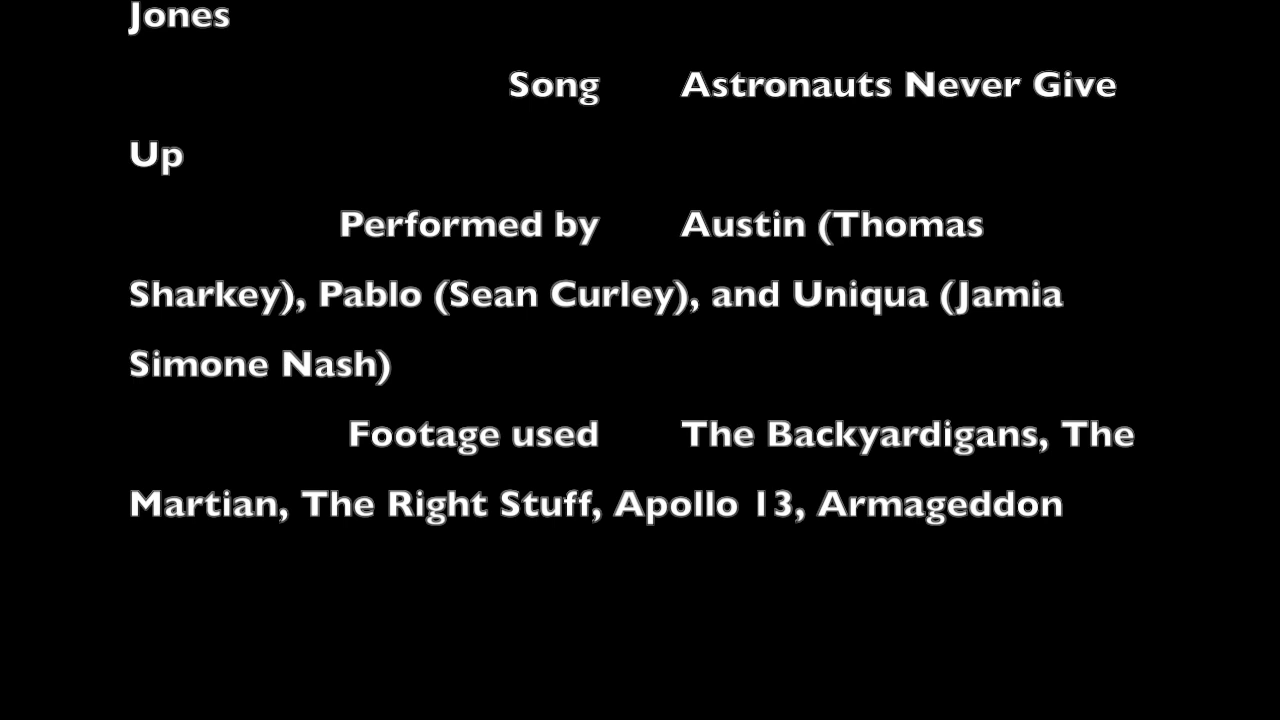 Jones
Song Astronauts Never Give
Up
Performed by Austin (Thomas
Sharkey), Pablo (Sean Curley), and Uniqua (Jamia
Simone Nash)
Footage used The Backyardigans, The
Martian, The Right Stuff, Apollo 13, Armageddon